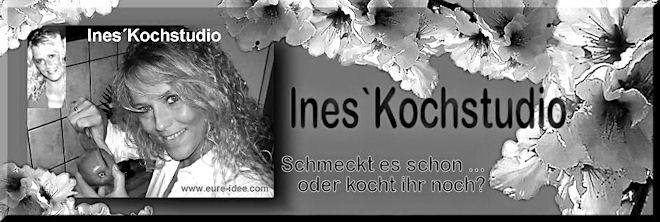 Ines´Kochstudio
www.eure-idee.com
Ines`Kochstudio
Schmeckt es schon ...
oder kocht ihr noch?